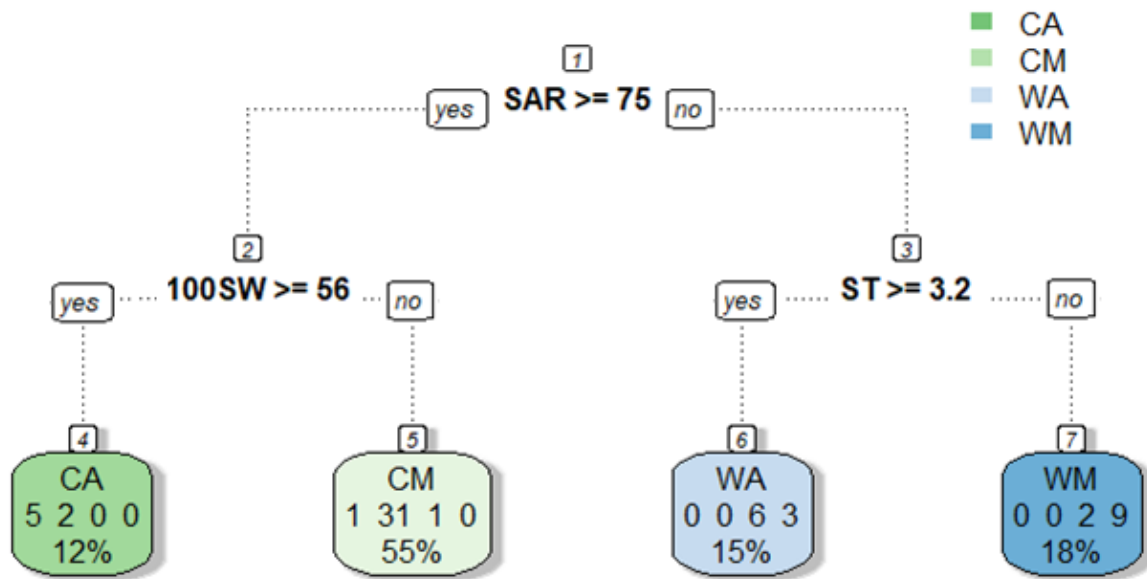 CA
CM
WA
WM
1
yes SAR >= 75 no
2
yes 100SW >= 56 no
3
yes ST >= 3.2 no
4
CA
5 2 0 0
12%
5
CM
1 31 1 0
55%
6
WA
0 0 6 3
15%
7
WM
0 0 2 9
18%